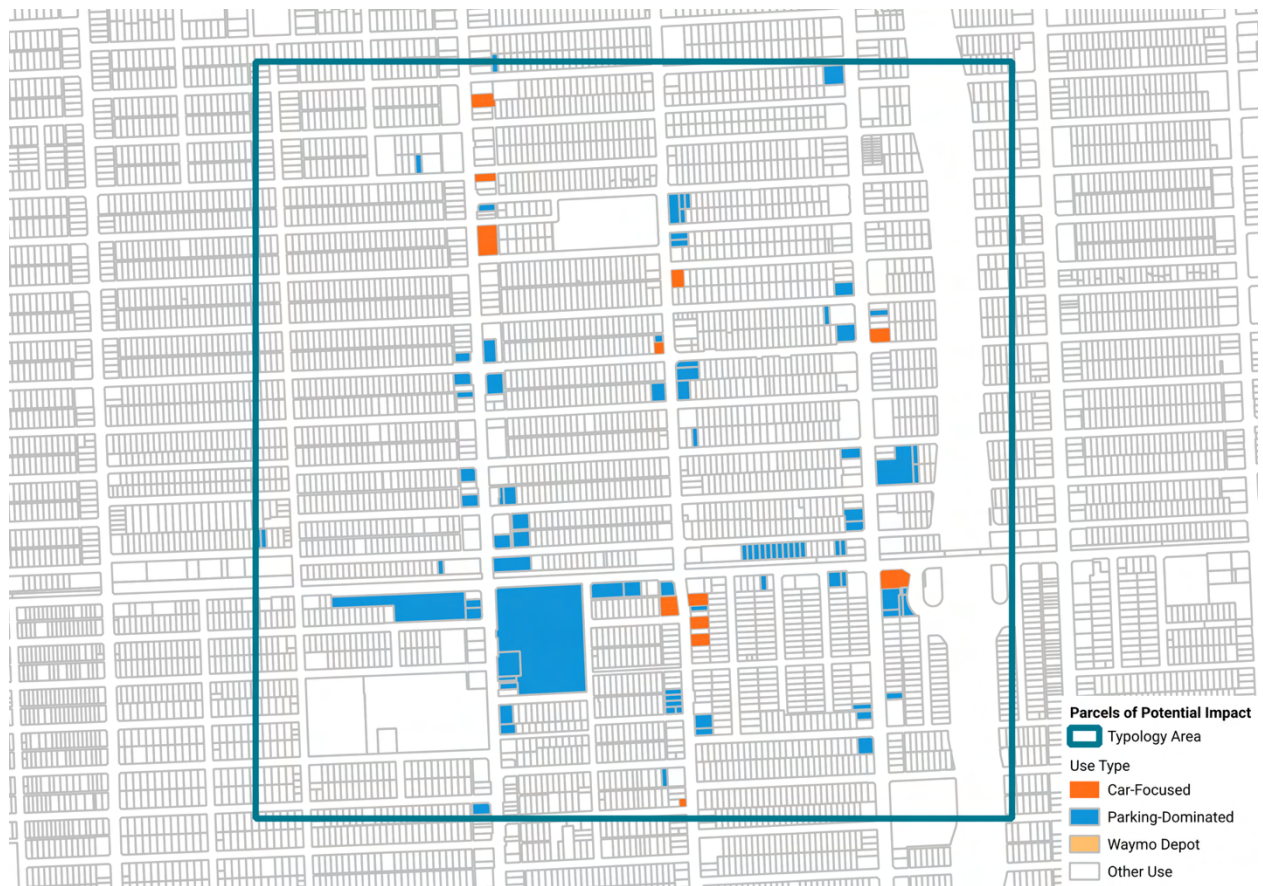 Parcels of Potential Impact
Typology Area
Use Type
Car-Focused
Parking-Dominated
Waymo Depot
Other Use